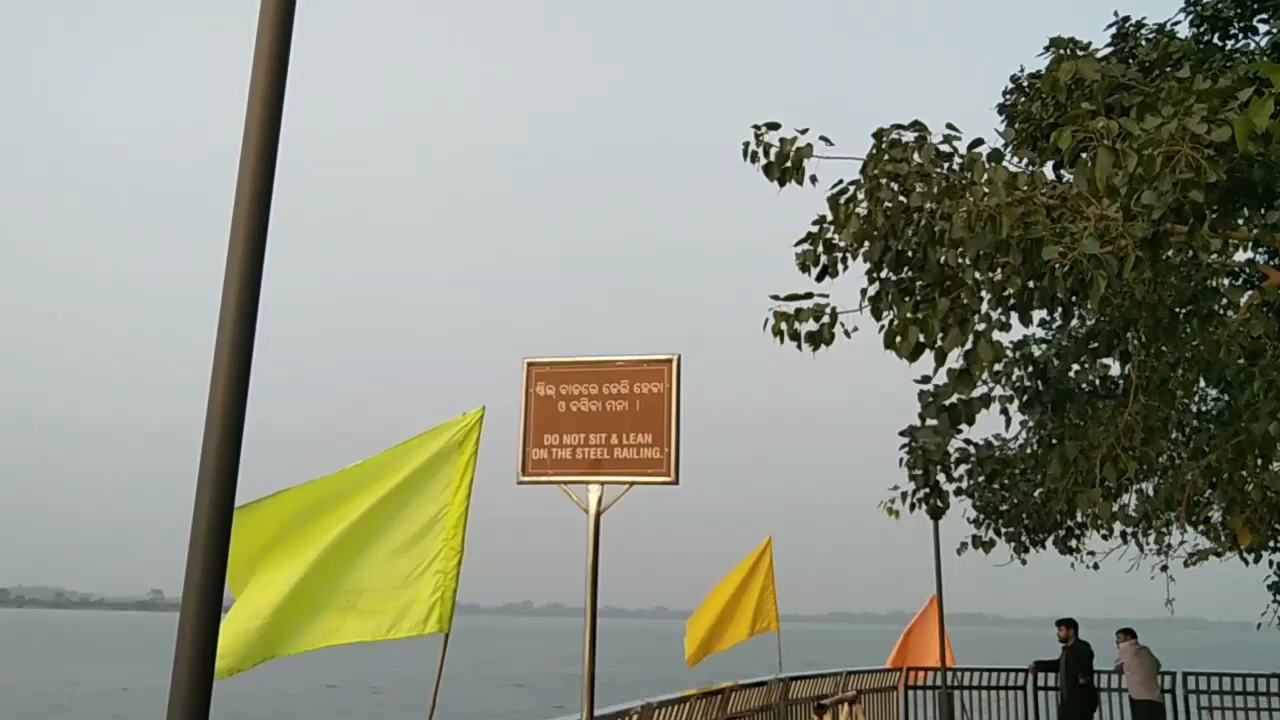 ଷ୍ଟିଲ୍ ବାଡରେ ଡେରି ହେବା
ଓ ବସିବା ମନା ।
DO NOT SIT & LEAN
ON THE STEEL RAILING.